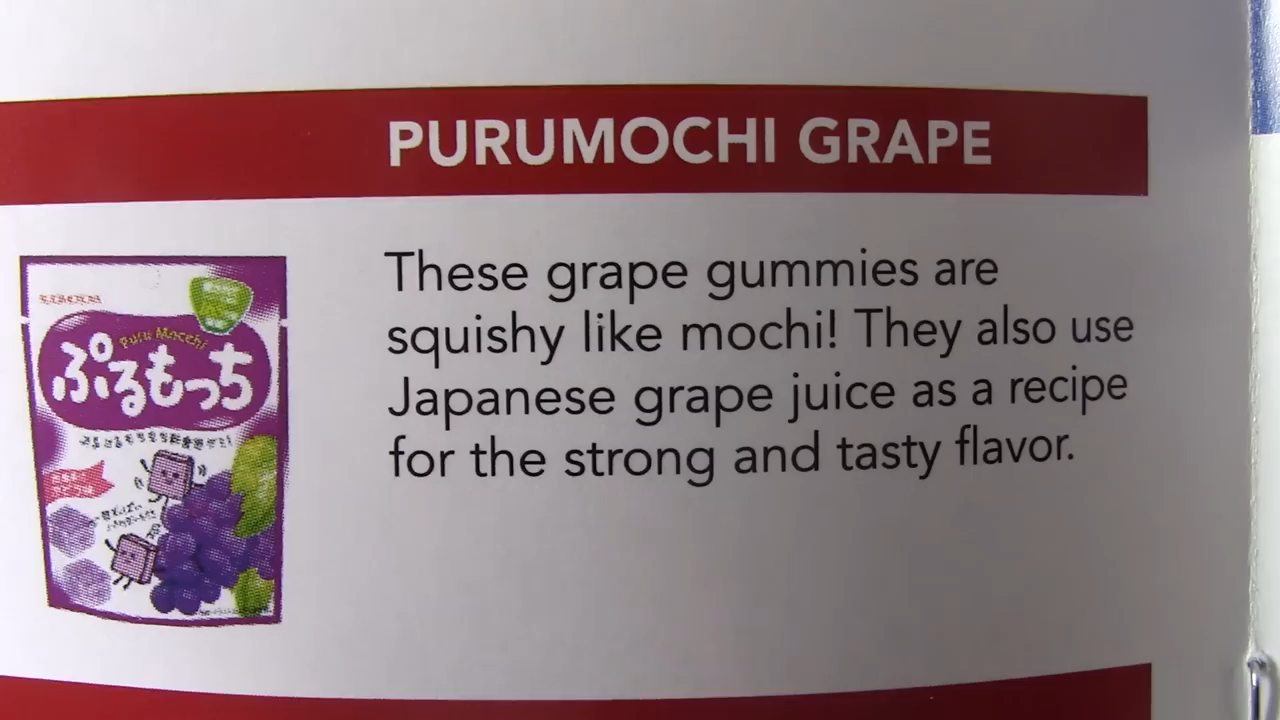 PURUMOCHI GRAPE
These grape gummies are
squishy like mochi! They also use
Japanese grape juice as a recipe
for the strong and tasty flavor.
Puru Mocchi
ぷるもっち